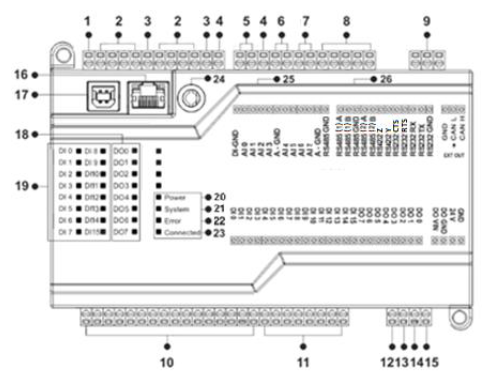 1 2 3 2 3 4 5 4 6 7 8 9
16
17
24 25 26
18
19
DI 0 DI 8 DO0
DI 1 DI 9 DO1
DI 2 DI10 DO2
DI 3 DI11 DO3
DI 4 DI12 DO4
DI 5 DI13 DO5
DI 6 DI14 DO6
DI 7 DI15 DO7
Power 20
System 21
Error 22
Connected 23
DI-GND
AI 0
AI 1
AI 2
AI 3
A - GND
AI 4
AI 5
AI 6
AI 7
A - GND
RS485GND
RS485 (1) A
RS485 (1) B
RS485GND
RS485 (2) A
RS485 (2) B
RS232 CTS
RS232 RTS
RS232 RX
RS232 TX
RS232 GND
GND
CAN L
CAN H
EXT OUT
DI 0
DI 1
DI 2
DI 3
DI 4
DI 5
DI 6
DI 7
DI 8
DI 9
DI 10
DI 11
DI 12
DI 13
DI 14
DI 15
DO 7
DO 6
DO 5
DO 4
DO 3
DO 2
DO 1
DO 0
DO VIN
DO GND
24 V
GND
10 11 12 13 14 15